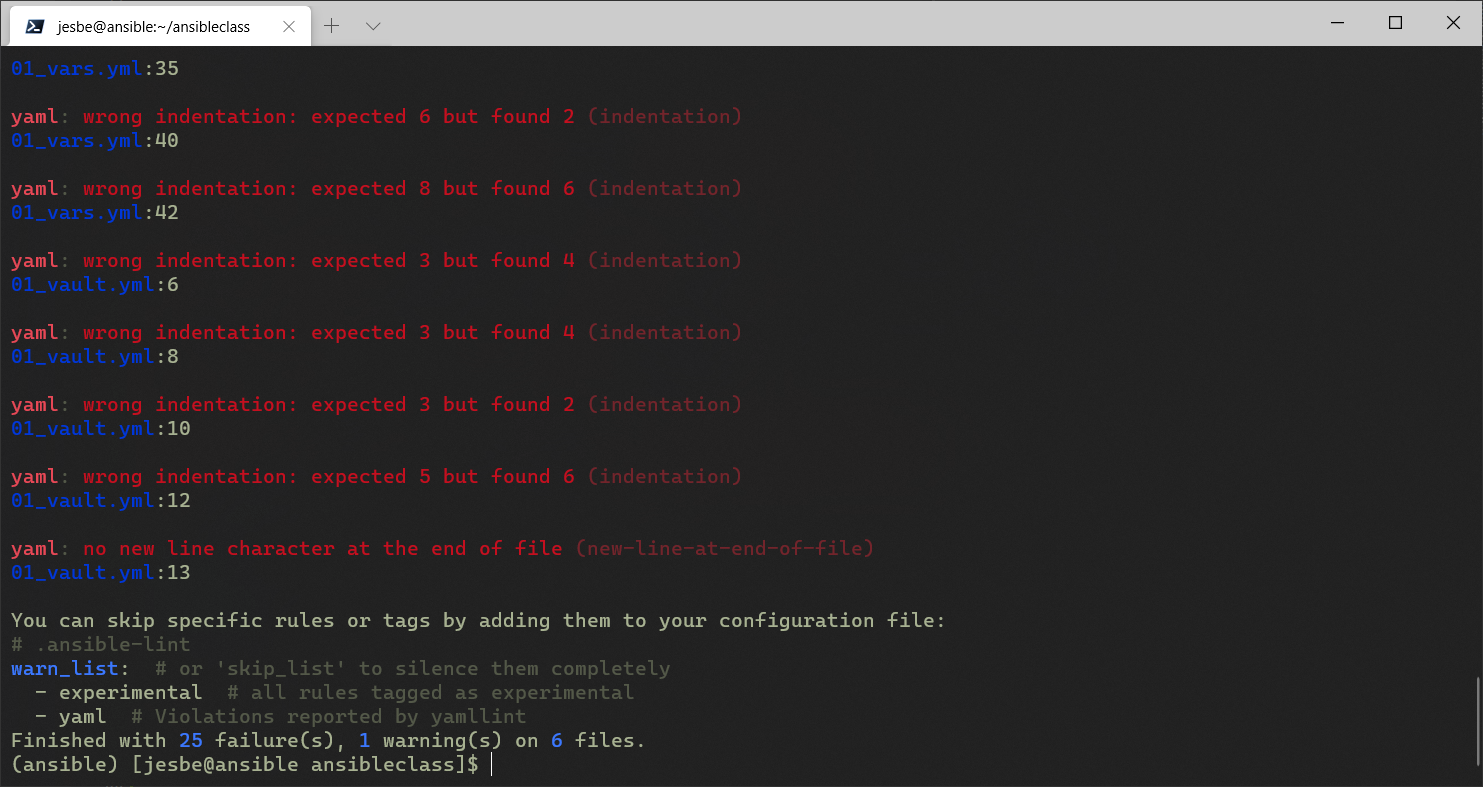 jesbe@ansible:~/ansibleclass
01_vars.yml:35
yaml: wrong indentation: expected 6 but found 2 (indentation)
01_vars.yml:40
yaml: wrong indentation: expected 8 but found 6 (indentation)
01_vars.yml:42
yaml: wrong indentation: expected 3 but found 4 (indentation)
01_vault.yml:6
yaml: wrong indentation: expected 3 but found 4 (indentation)
01_vault.yml:8
yaml: wrong indentation: expected 3 but found 2 (indentation)
01_vault.yml:10
yaml: wrong indentation: expected 5 but found 6 (indentation)
01_vault.yml:12
yaml: no new line character at the end of file (new-line-at-end-of-file)
01_vault.yml:13
You can skip specific rules or tags by adding them to your configuration file:
# .ansible-lint
warn_list:  # or 'skip_list' to silence them completely
  - experimental  # all rules tagged as experimental
  - yaml  # Violations reported by yamllint
Finished with 25 failure(s), 1 warning(s) on 6 files.
(ansible) [jesbe@ansible ansibleclass]$